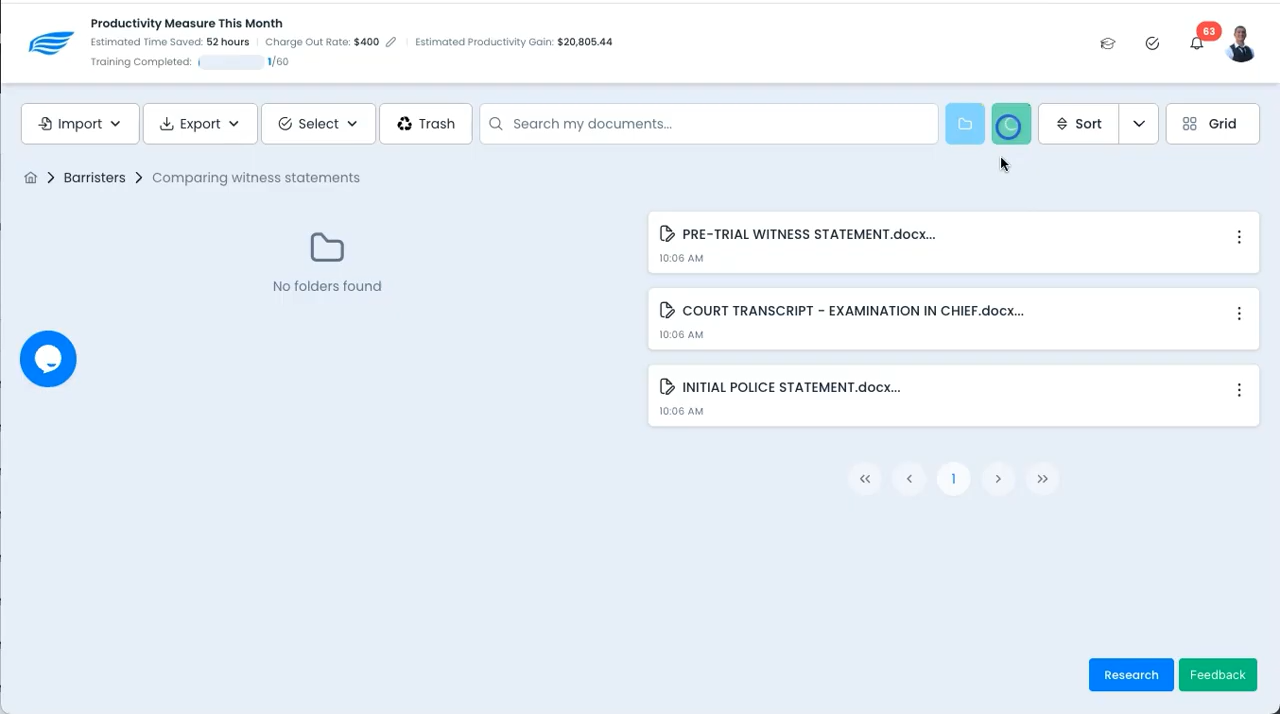 Productivity Measure This Month
Estimated Time Saved: 52 hours Charge Out Rate: $400 Estimated Productivity Gain: $20,805.44
Training Completed: 1/60
63
Import Export Select Trash Search my documents... Sort Grid
Barristers Comparing witness statements
No folders found
PRE-TRIAL WITNESS STATEMENT.docx...
10:06 AM
COURT TRANSCRIPT - EXAMINATION IN CHIEF.docx...
10:06 AM
INITIAL POLICE STATEMENT.docx...
10:06 AM
1
Research Feedback